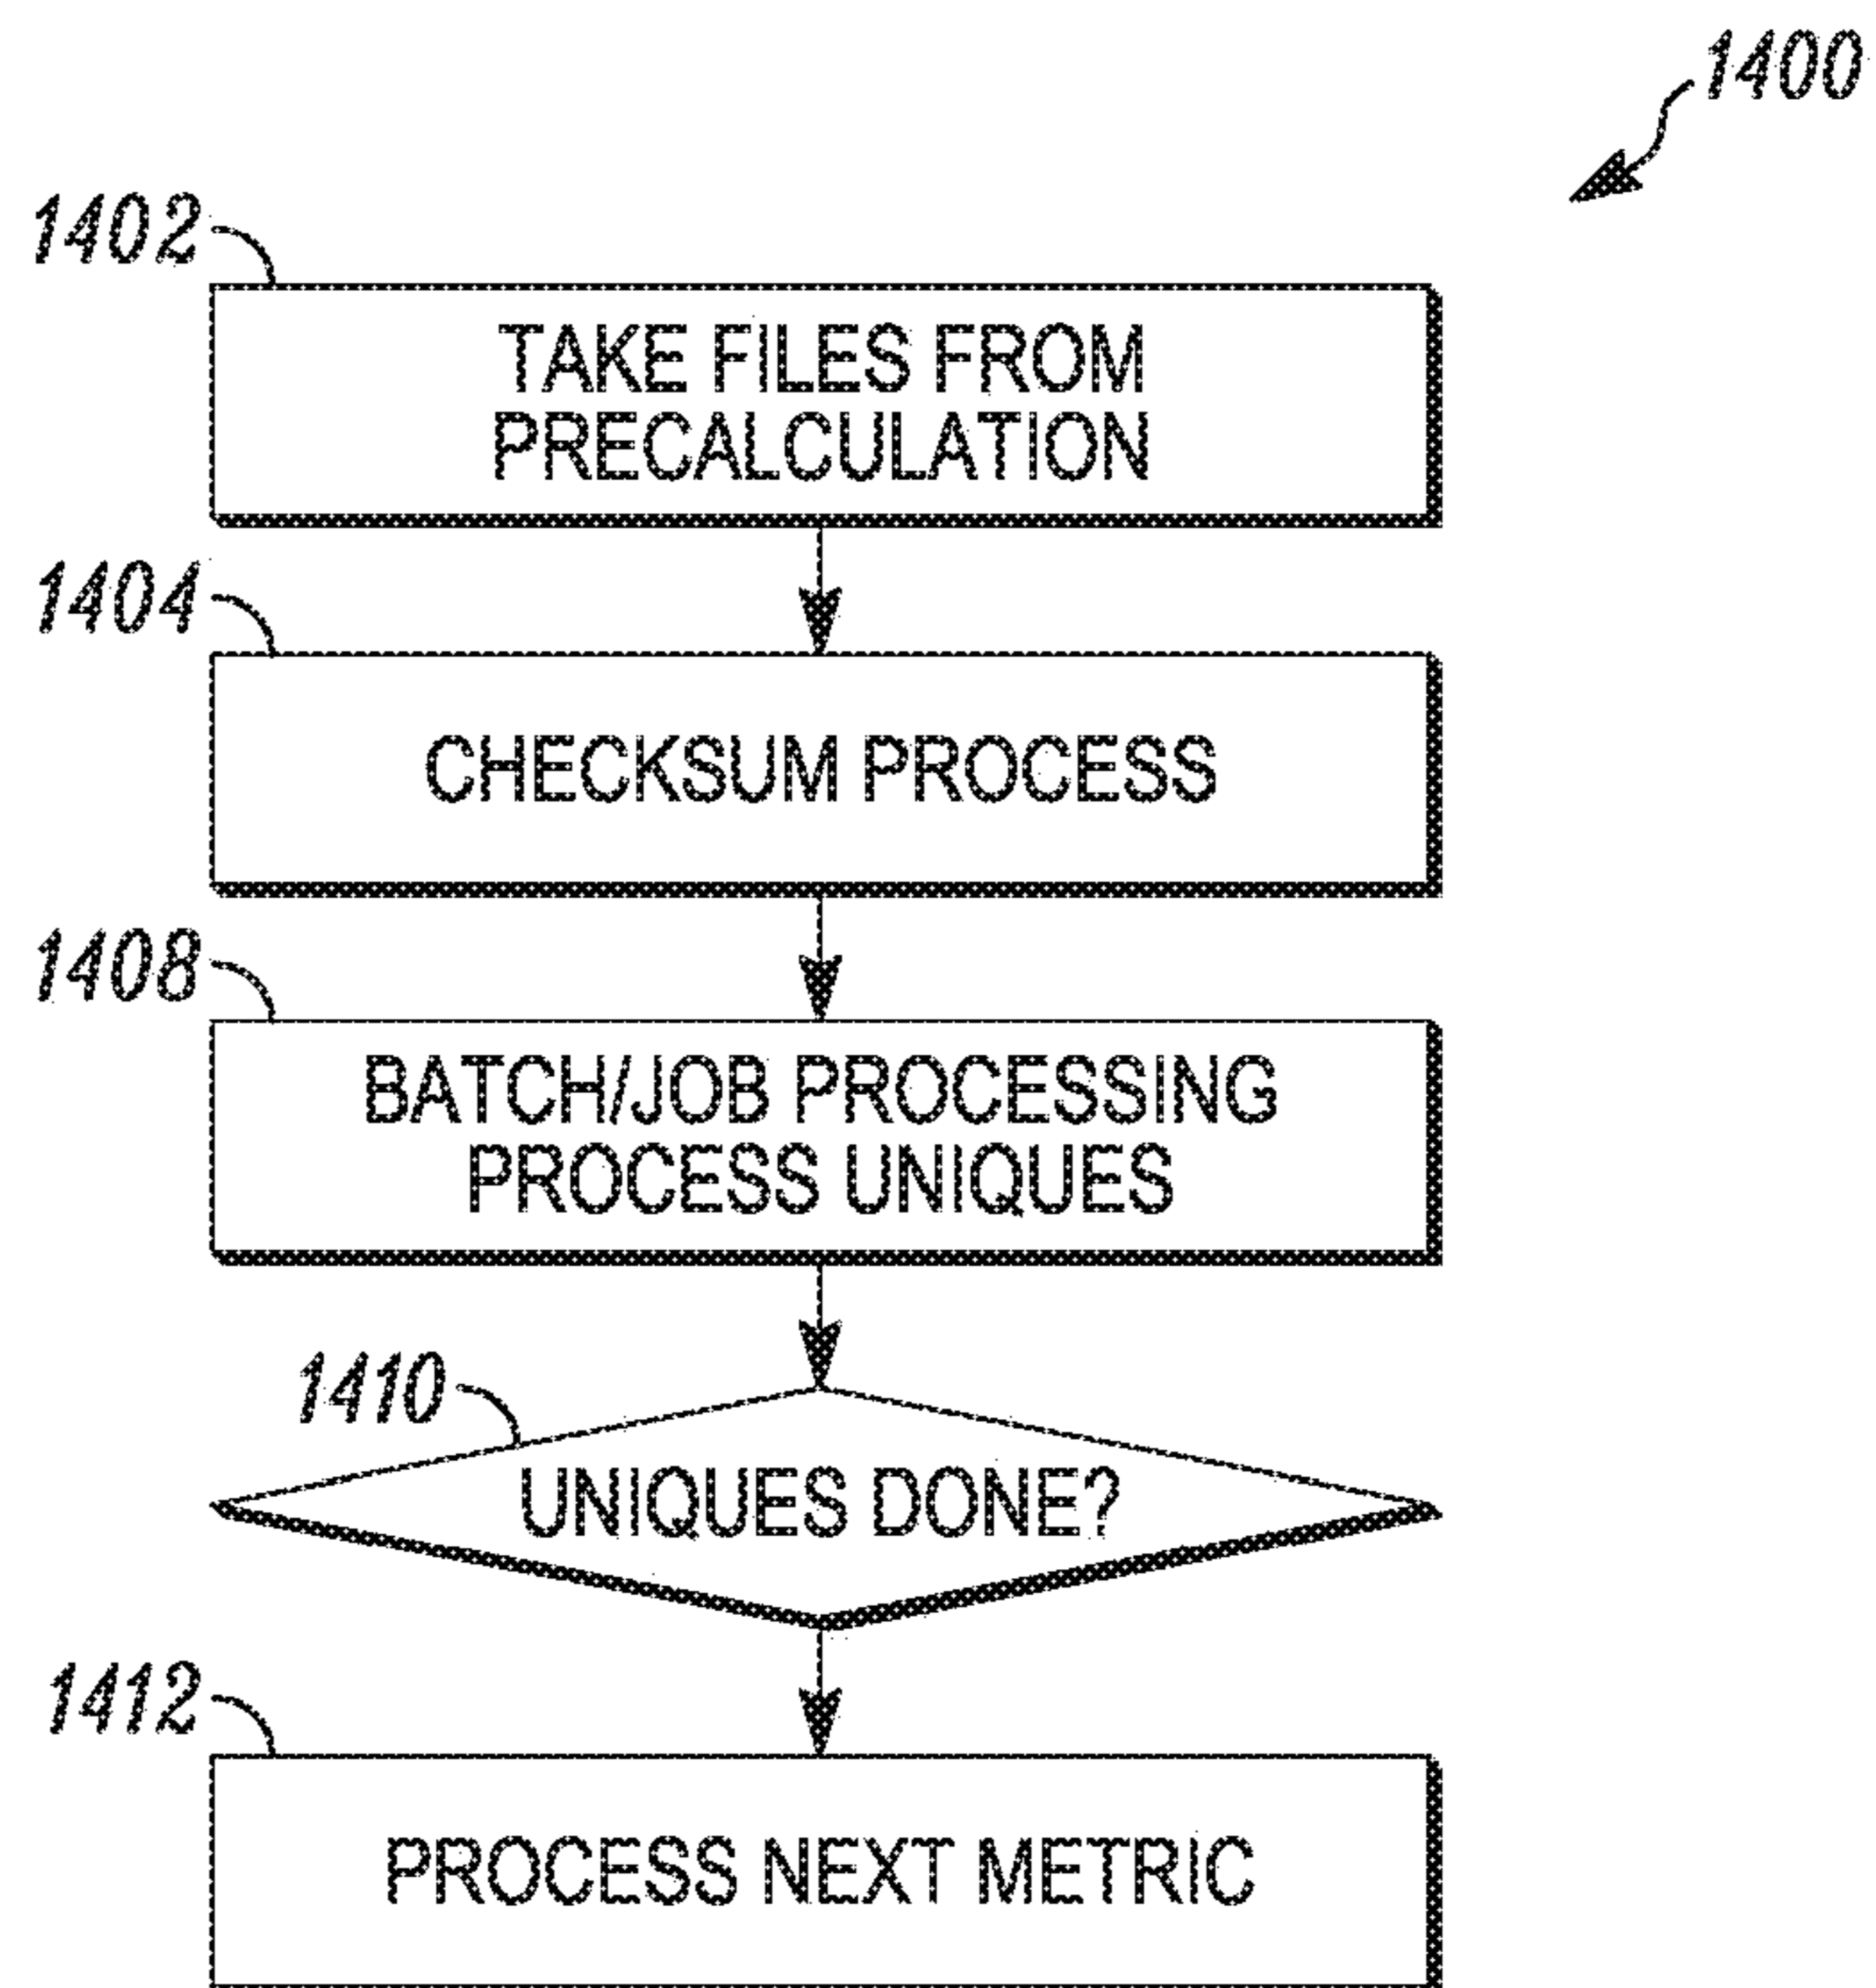 1400
1402
TAKE FILES FROM
PRECALCULATION
1404
CHECKSUM PROCESS
1408
BATCH/JOB PROCESSING
PROCESS UNIQUES
1410
UNIQUES DONE?
1412
PROCESS NEXT METRIC